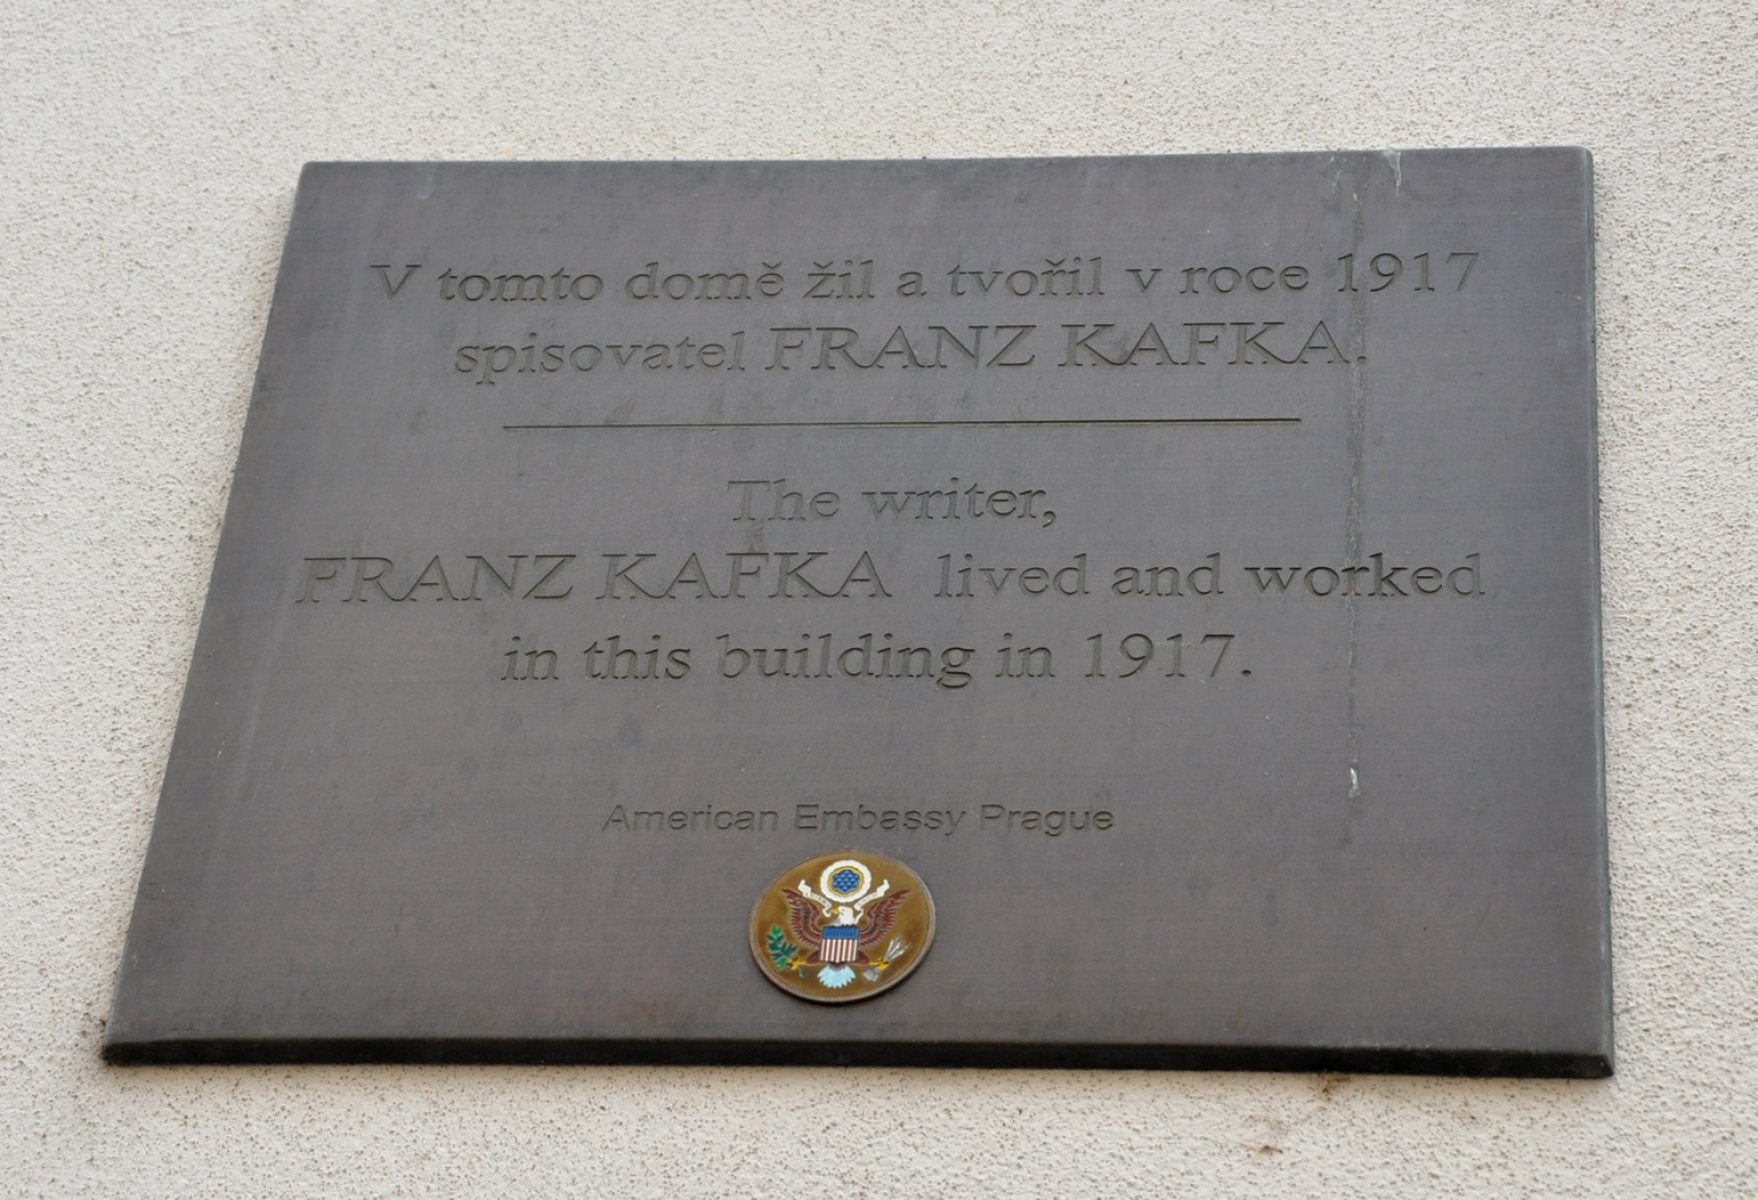 V tomto domě žil a tvořil v roce 1917
spisovatel FRANZ KAFKA.
The writer,
FRANZ KAFKA lived and worked
in this building in 1917.
American Embassy Prague